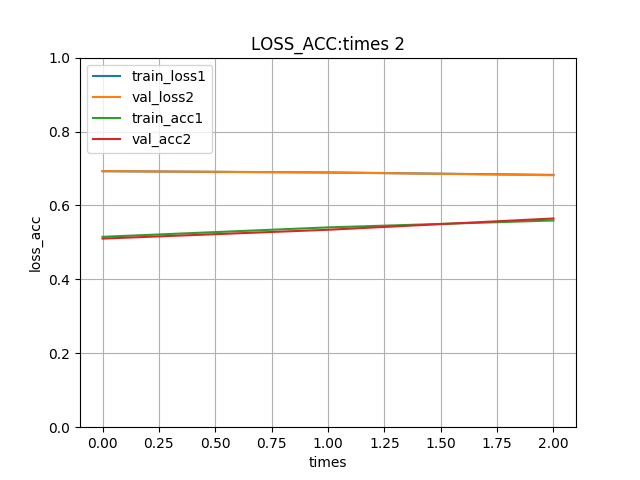 LOSS_ACC:times 2
1.0
0.8
0.6
0.4
0.2
0.0
loss_acc
train_loss1
val_loss2
train_acc1
val_acc2
0.00 0.25 0.50 0.75 1.00 1.25 1.50 1.75 2.00
times